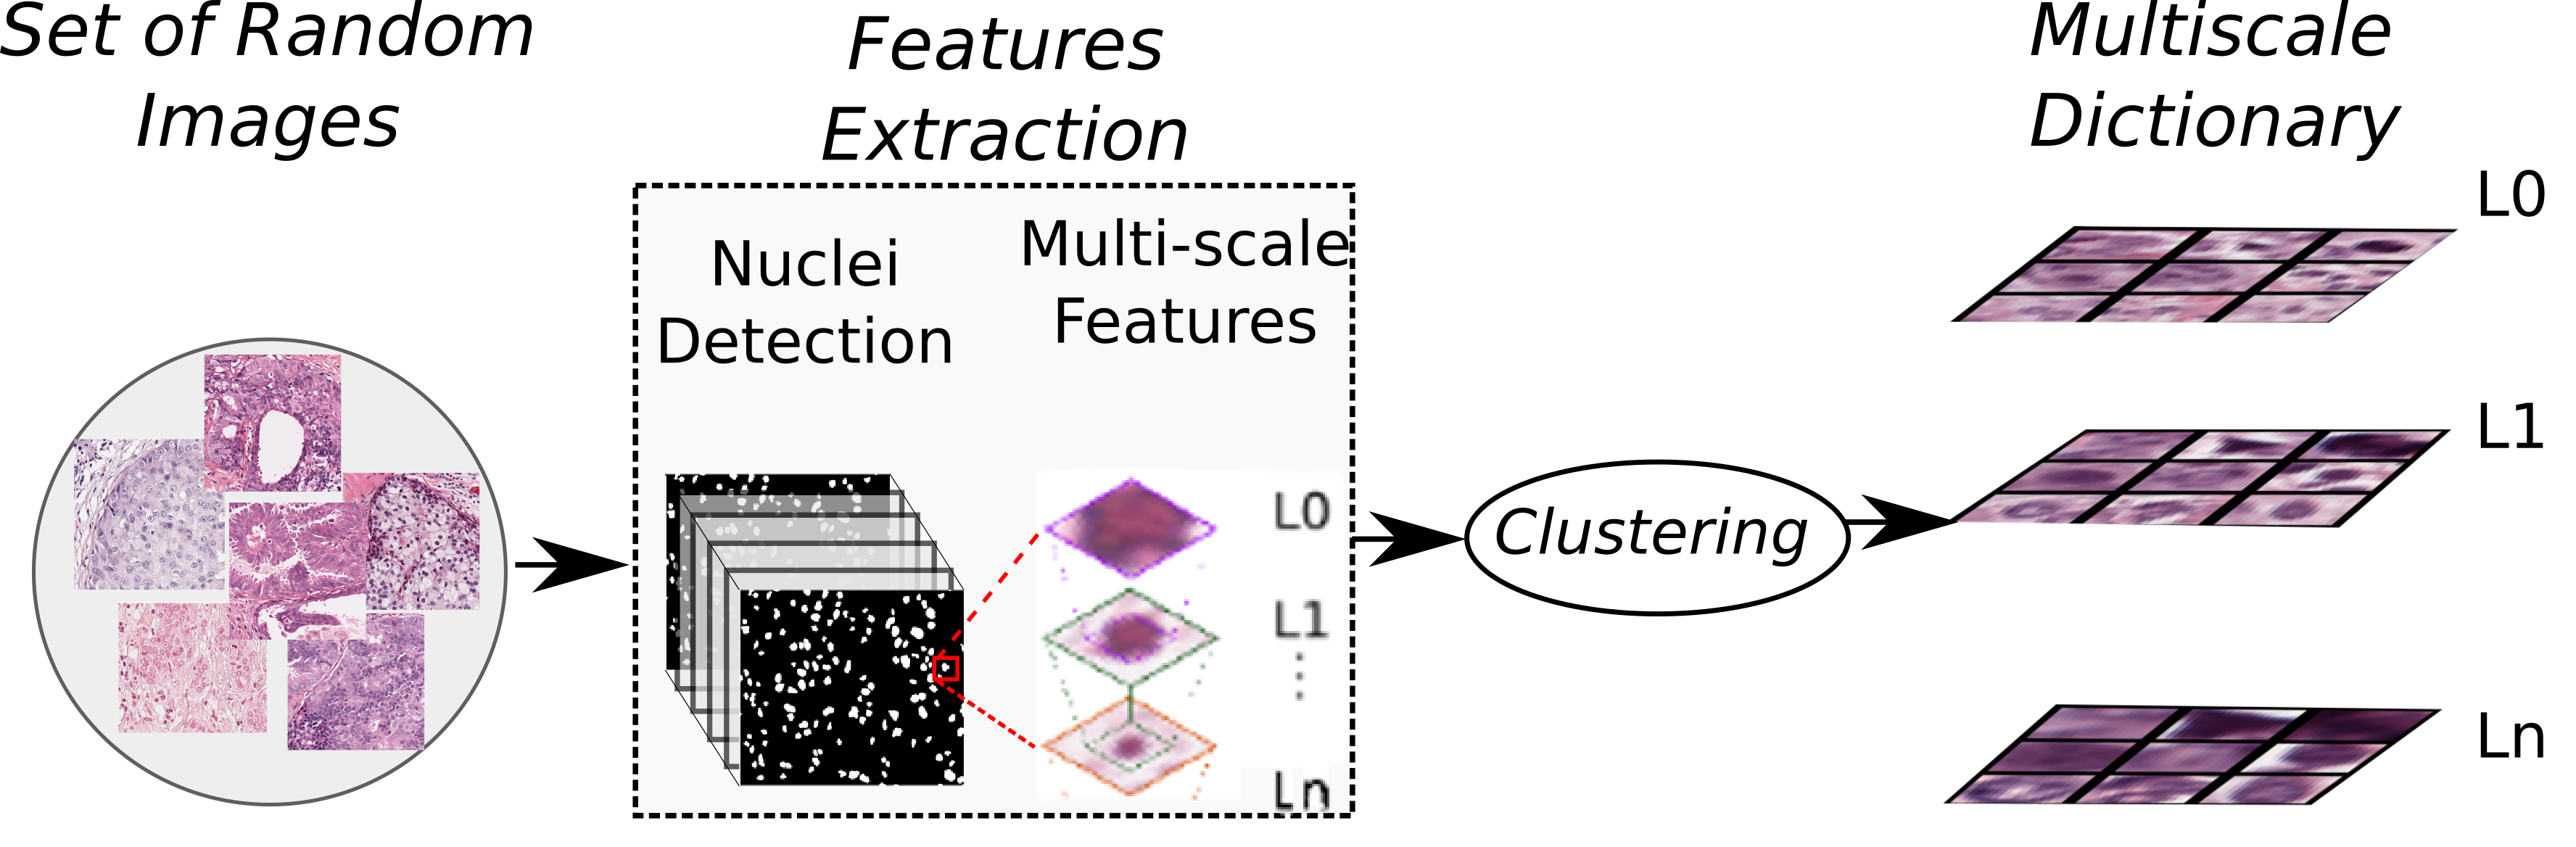 Set of Random
Images
Features
Extraction
Nuclei
Detection
Multi-scale
Features
L0
L1
Ln
Clustering
Multiscale
Dictionary
L0
L1
Ln